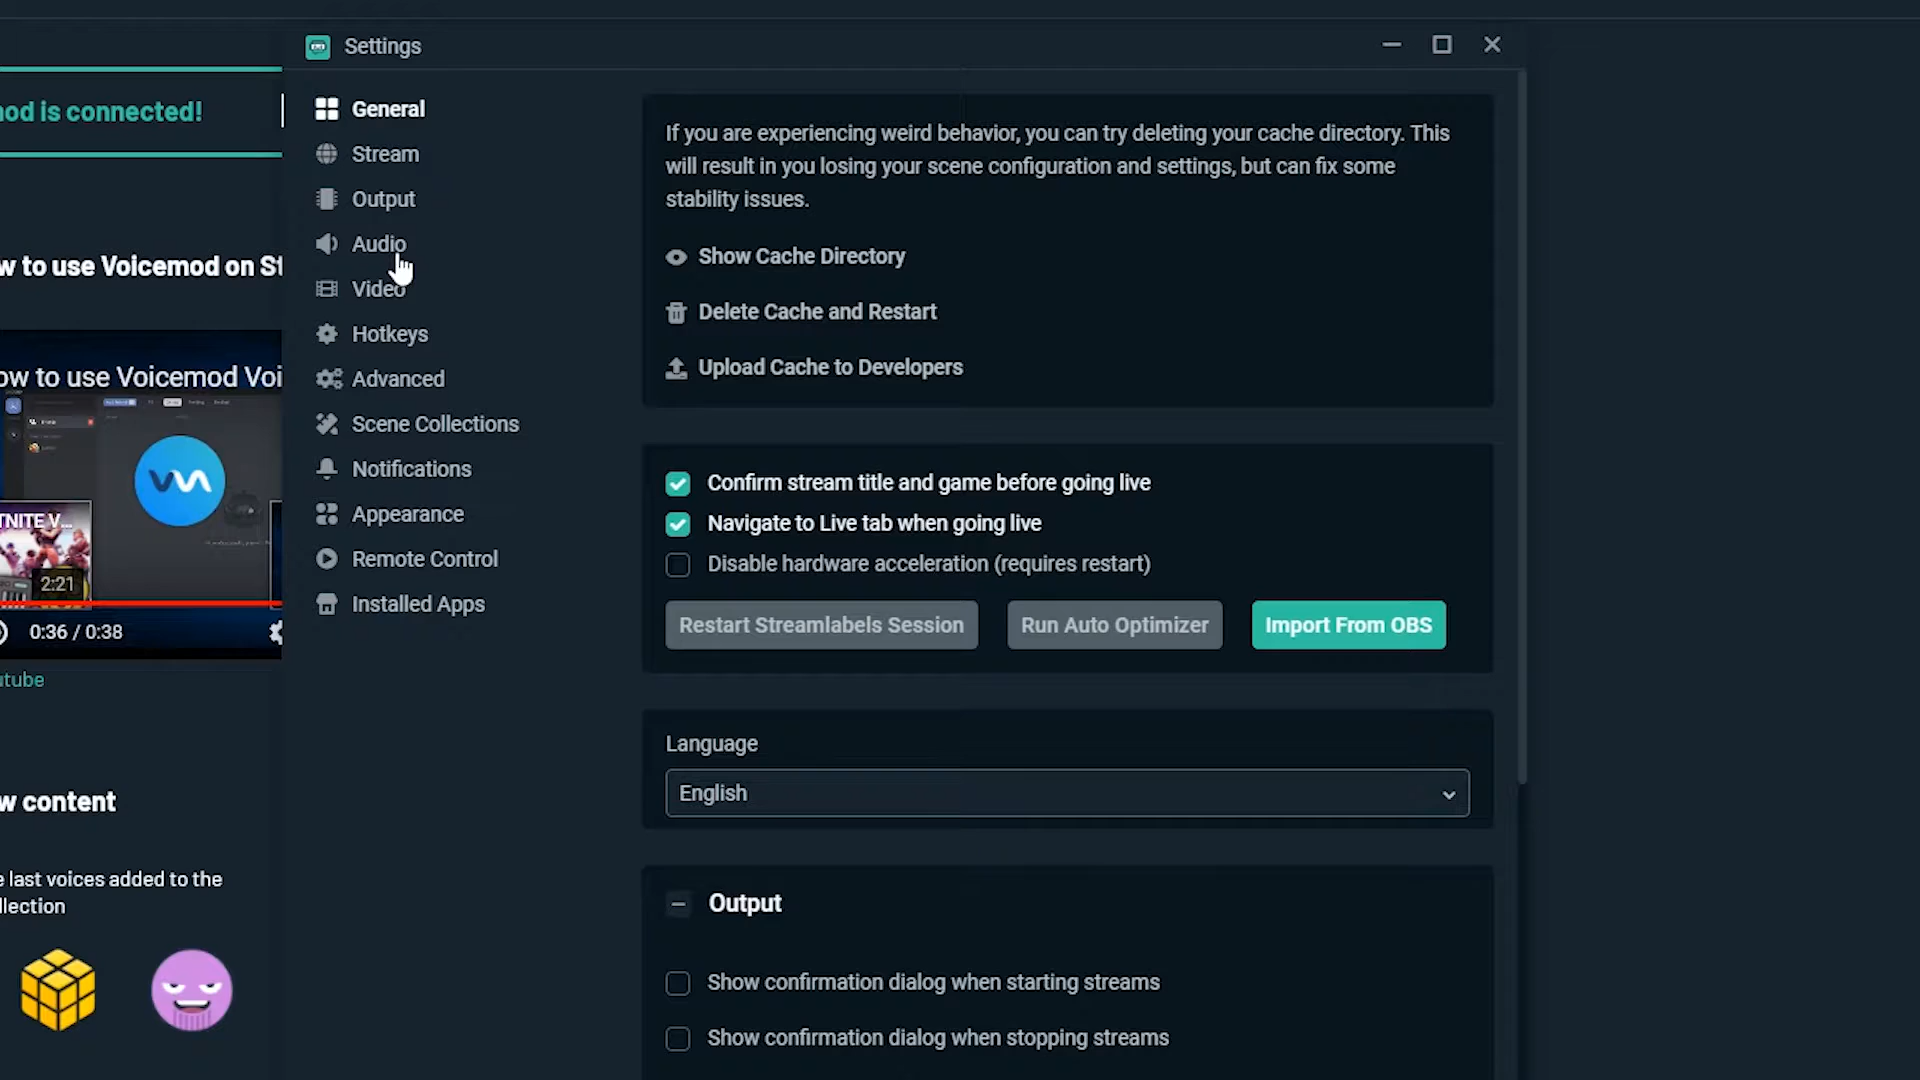 Settings
nod is connected!
w to use Voicemod on St
ow to use Voicemod Voi
TNITE V...
2:21
0:36 / 0:38
utube
w content
e last voices added to the
llection
General
Stream
Output
Audio
Video
Hotkeys
Advanced
Scene Collections
Notifications
Appearance
Remote Control
Installed Apps
If you are experiencing weird behavior, you can try deleting your cache directory. This
will result in you losing your scene configuration and settings, but can fix some
stability issues.
Show Cache Directory
Delete Cache and Restart
Upload Cache to Developers
Confirm stream title and game before going live
Navigate to Live tab when going live
Disable hardware acceleration (requires restart)
Restart Streamlabels Session
Run Auto Optimizer
Import From OBS
Language
English
Output
Show confirmation dialog when starting streams
Show confirmation dialog when stopping streams